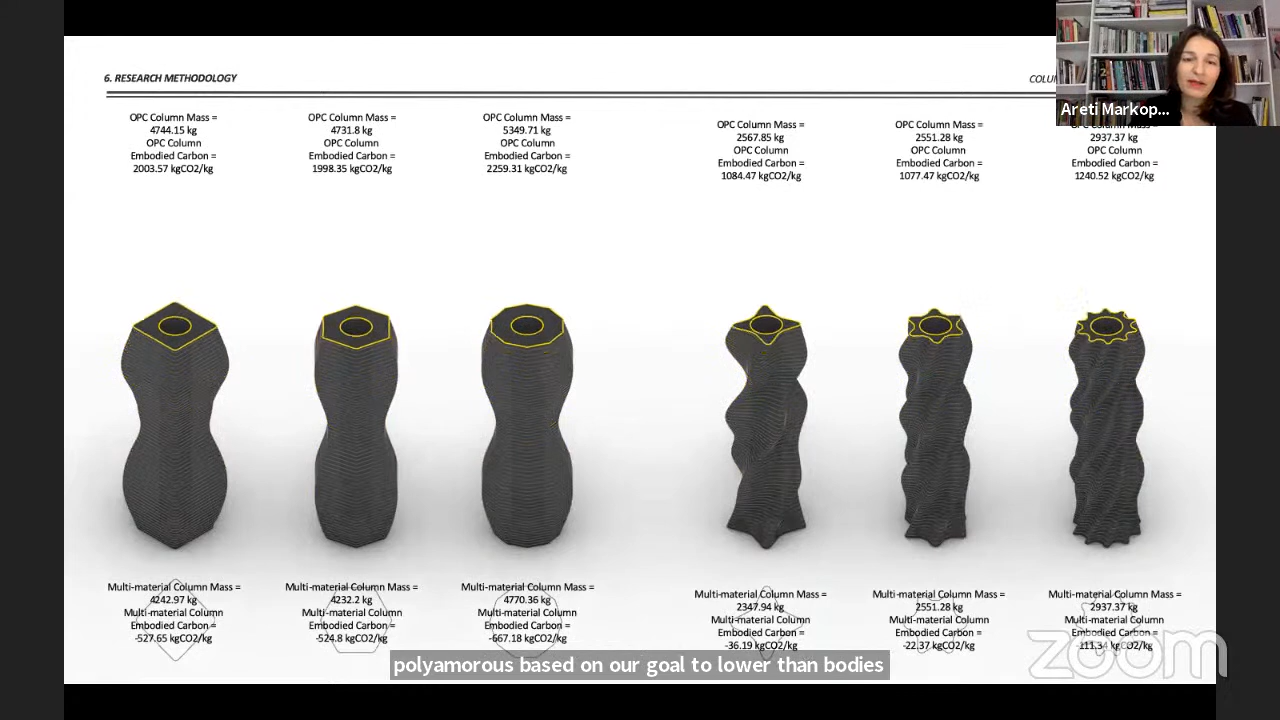 6. RESEARCH METHODOLOGY
COLU
Areti Markop...
OPC Column Mass =
4744.15 kg
OPC Column
Embodied Carbon =
2003.57 kgCO2/kg
OPC Column Mass =
4731.8 kg
OPC Column
Embodied Carbon =
1998.35 kgCO2/kg
OPC Column Mass =
5349.71 kg
OPC Column
Embodied Carbon =
2259.31 kgCO2/kg
OPC Column Mass =
2567.85 kg
OPC Column
Embodied Carbon =
1084.47 kgCO2/kg
OPC Column Mass =
2551.28 kg
OPC Column
Embodied Carbon =
1077.47 kgCO2/kg
OPC Column Mass =
2937.37 kg
OPC Column
Embodied Carbon =
1240.52 kgCO2/kg
Multi-material Column Mass =
4242.97 kg
Multi-material Column
Embodied Carbon =
-527.65 kgCO2/kg
Multi-material Column Mass =
4232.2 kg
Multi-material Column
Embodied Carbon =
-524.8 kgCO2/kg
Multi-material Column Mass =
4770.36 kg
Multi-material Column
Embodied Carbon =
-667.18 kgCO2/kg
Multi-material Column Mass =
2347.94 kg
Multi-material Column
Embodied Carbon =
-36.19 kgCO2/kg
Multi-material Column Mass =
2551.28 kg
Multi-material Column
Embodied Carbon =
-22.37 kgCO2/kg
Multi-material Column Mass =
2937.37 kg
Multi-material Column
Embodied Carbon =
-111.34 kgCO2/kg
zoom
polyamorous based on our goal to lower than bodies